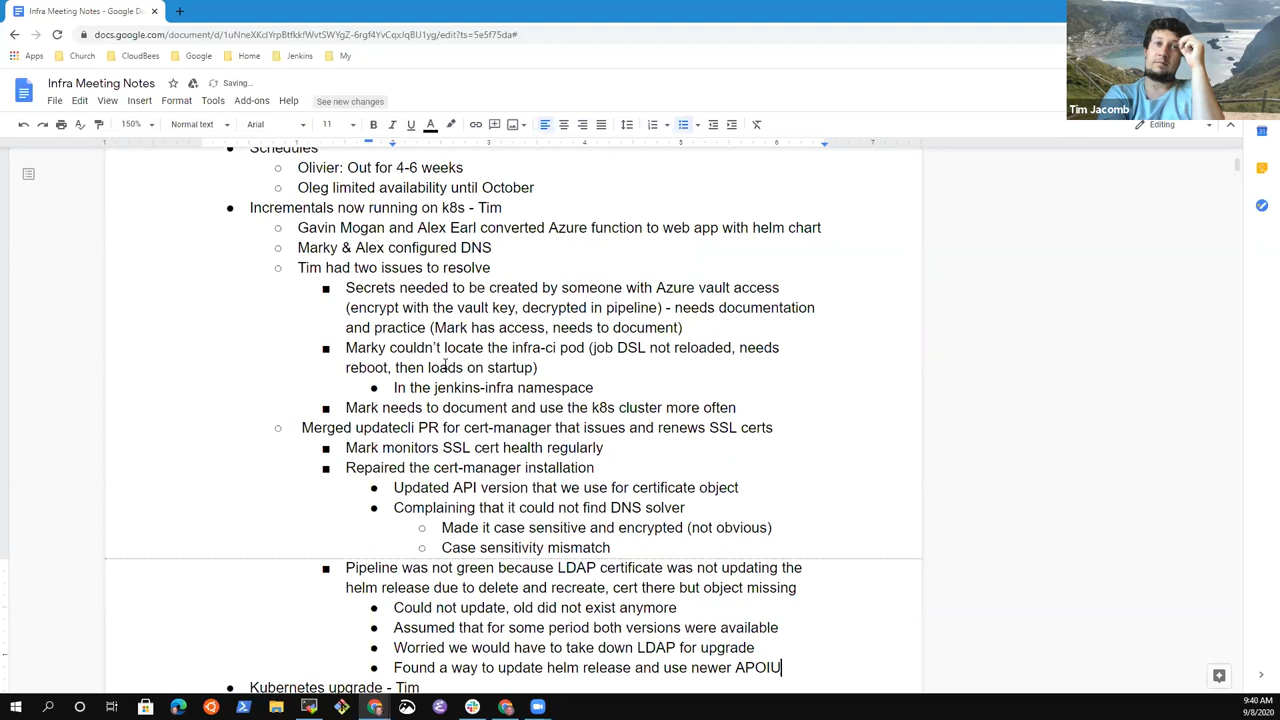 Infra Meeting Notes - Google Do
docs.google.com/document/d/1uNneXKcIYrpBtfkkfWvtSWYgZ-6rgf4YvCqxJqBU1yg/edit?ts=5e5f75da#
Apps Church CloudBees Google Home Jenkins My
Infra Meeting Notes Saving...
File Edit View Insert Format Tools Add-ons Help See new changes
Tim Jacomb
150% Normal text Arial 11 B I U A Editing
1 3 4 5 6 7
Schedules
Olivier: Out for 4-6 weeks
Oleg limited availability until October
Incrementals now running on k8s - Tim
Gavin Mogan and Alex Earl converted Azure function to web app with helm chart
Marky & Alex configured DNS
Tim had two issues to resolve
Secrets needed to be created by someone with Azure vault access
(encrypt with the vault key, decrypted in pipeline) - needs documentation
and practice (Mark has access, needs to document)
Marky couldn't locate the infra-ci pod (job DSL not reloaded, needs
reboot, then loads on startup)
In the jenkins-infra namespace
Mark needs to document and use the k8s cluster more often
Merged updatecli PR for cert-manager that issues and renews SSL certs
Mark monitors SSL cert health regularly
Repaired the cert-manager installation
Updated API version that we use for certificate object
Complaining that it could not find DNS solver
Made it case sensitive and encrypted (not obvious)
Case sensitivity mismatch
Pipeline was not green because LDAP certificate was not updating the
helm release due to delete and recreate, cert there but object missing
Could not update, old did not exist anymore
Assumed that for some period both versions were available
Worried we would have to take down LDAP for upgrade
Found a way to update helm release and use newer APOIU
Kubernetes upgrade - Tim
9:40 AM
9/8/2020